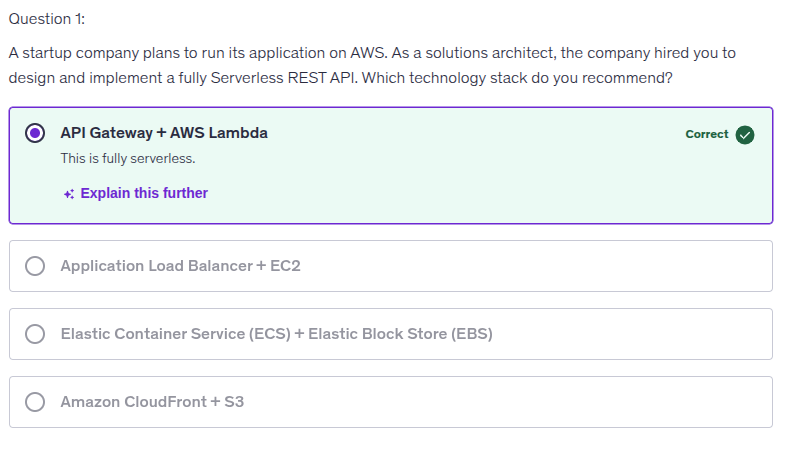 Question 1:
A startup company plans to run its application on AWS. As a solutions architect, the company hired you to
design and implement a fully Serverless REST API. Which technology stack do you recommend?
API Gateway + AWS Lambda
Correct
This is fully serverless.
Explain this further
Application Load Balancer + EC2
Elastic Container Service (ECS) + Elastic Block Store (EBS)
Amazon CloudFront + S3